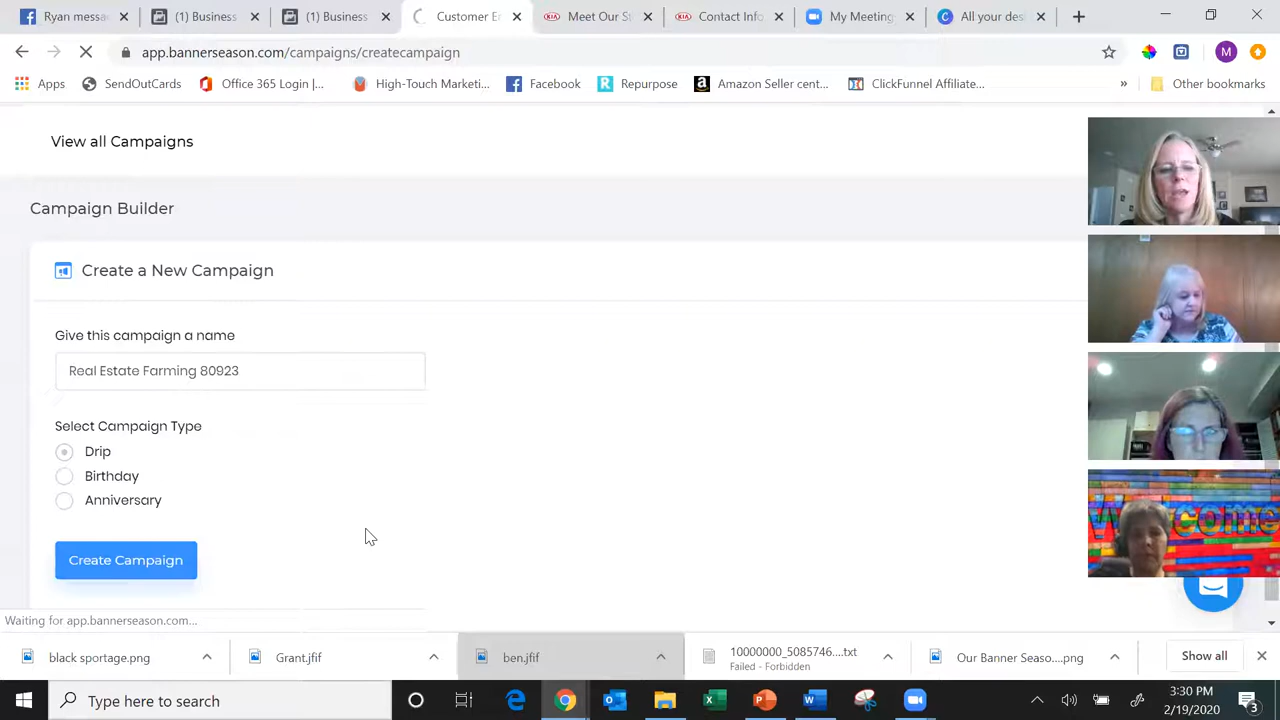 Ryan messa
(1) Business
(1) Business
Customer E
Meet Our St
Contact Info
My Meeting
All your des
app.bannerseason.com/campaigns/createcampaign
M
Apps
SendOutCards
Office 365 Login |...
High-Touch Marketi...
Facebook
Repurpose
Amazon Seller cent...
ClickFunnel Affiliate...
»
Other bookmarks
View all Campaigns
Campaign Builder
Create a New Campaign
Give this campaign a name
Real Estate Farming 80923
Select Campaign Type
Drip
Birthday
Anniversary
Create Campaign
Waiting for app.bannerseason.com...
black sportage.png
Grant.jfif
ben.jfif
10000000_5085746....txt
Failed - Forbidden
Our Banner Seaso....png
Show all
Type here to search
3:30 PM
2/19/2020
3